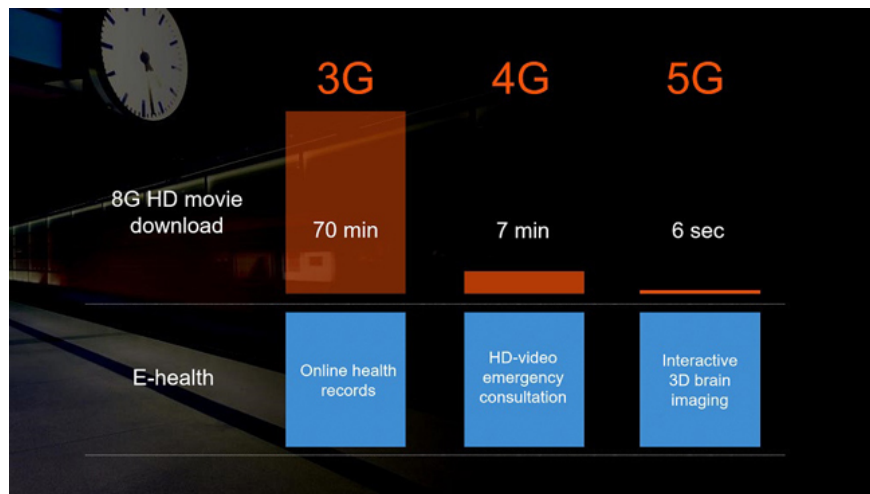 3G 4G 5G
8G HD movie
download
70 min 7 min 6 sec
E-health
Online health
records
HD-video
emergency
consultation
Interactive
3D brain
imaging